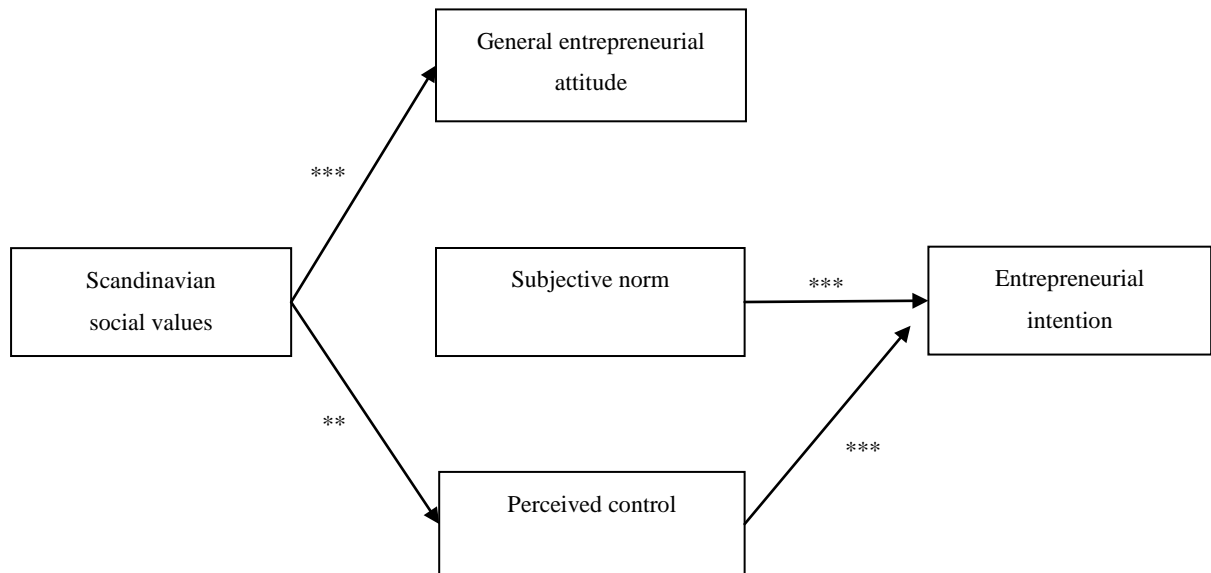 General entrepreneurial
attitude
***
Scandinavian
social values
Subjective norm
***
Entrepreneurial
intention
**
***
Perceived control